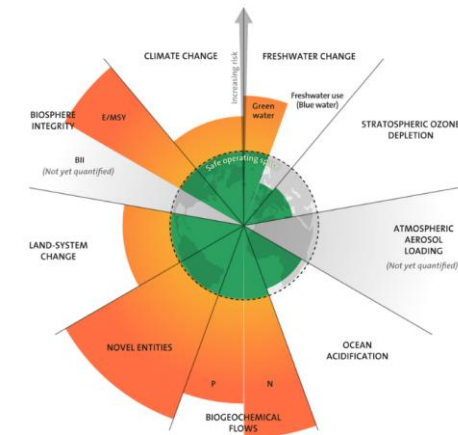 CLIMATE CHANGE
FRESHWATER CHANGE
Increasing risk
Green
water
Freshwater use
(Blue water)
STRATOSPHERIC OZONE
DEPLETION
ATMOSPHERIC
AEROSOL
LOADING
(Not yet quantified)
OCEAN
ACIDIFICATION
BIOGEOCHEMICAL
FLOWS
P
N
NOVEL ENTITIES
LAND-SYSTEM
CHANGE
BIOSPHERE
INTEGRITY
E/MSY
BII
(Not yet quantified)
Safe operating space